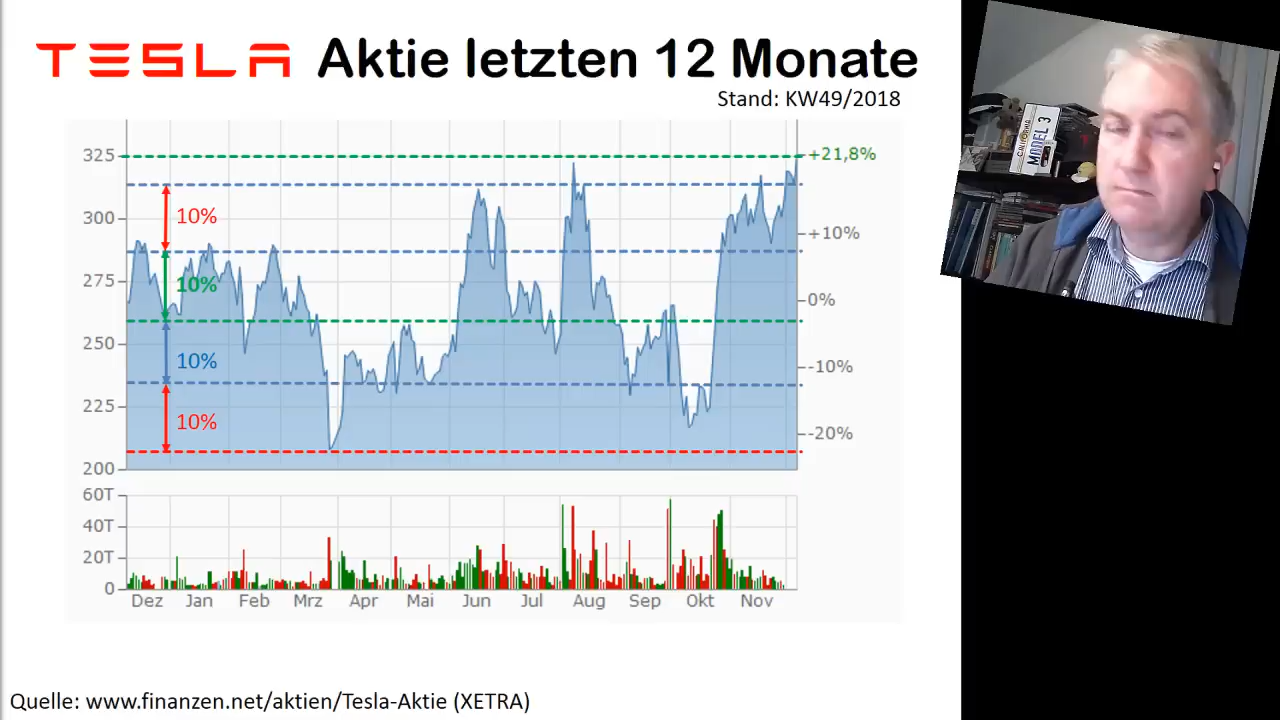 TESLA Aktie letzten 12 Monate
Stand: KW49/2018
325
+21,8%
10%
300
+10%
10%
275
0%
250
10%
-10%
225
10%
-20%
200
60T
40T
20T
0
Dez Jan Feb Mrz Apr Mai Jun Jul Aug Sep Okt Nov
Quelle: www.finanzen.net/aktien/Tesla-Aktie (XETRA)
CALIFORNIA
MODEL 3